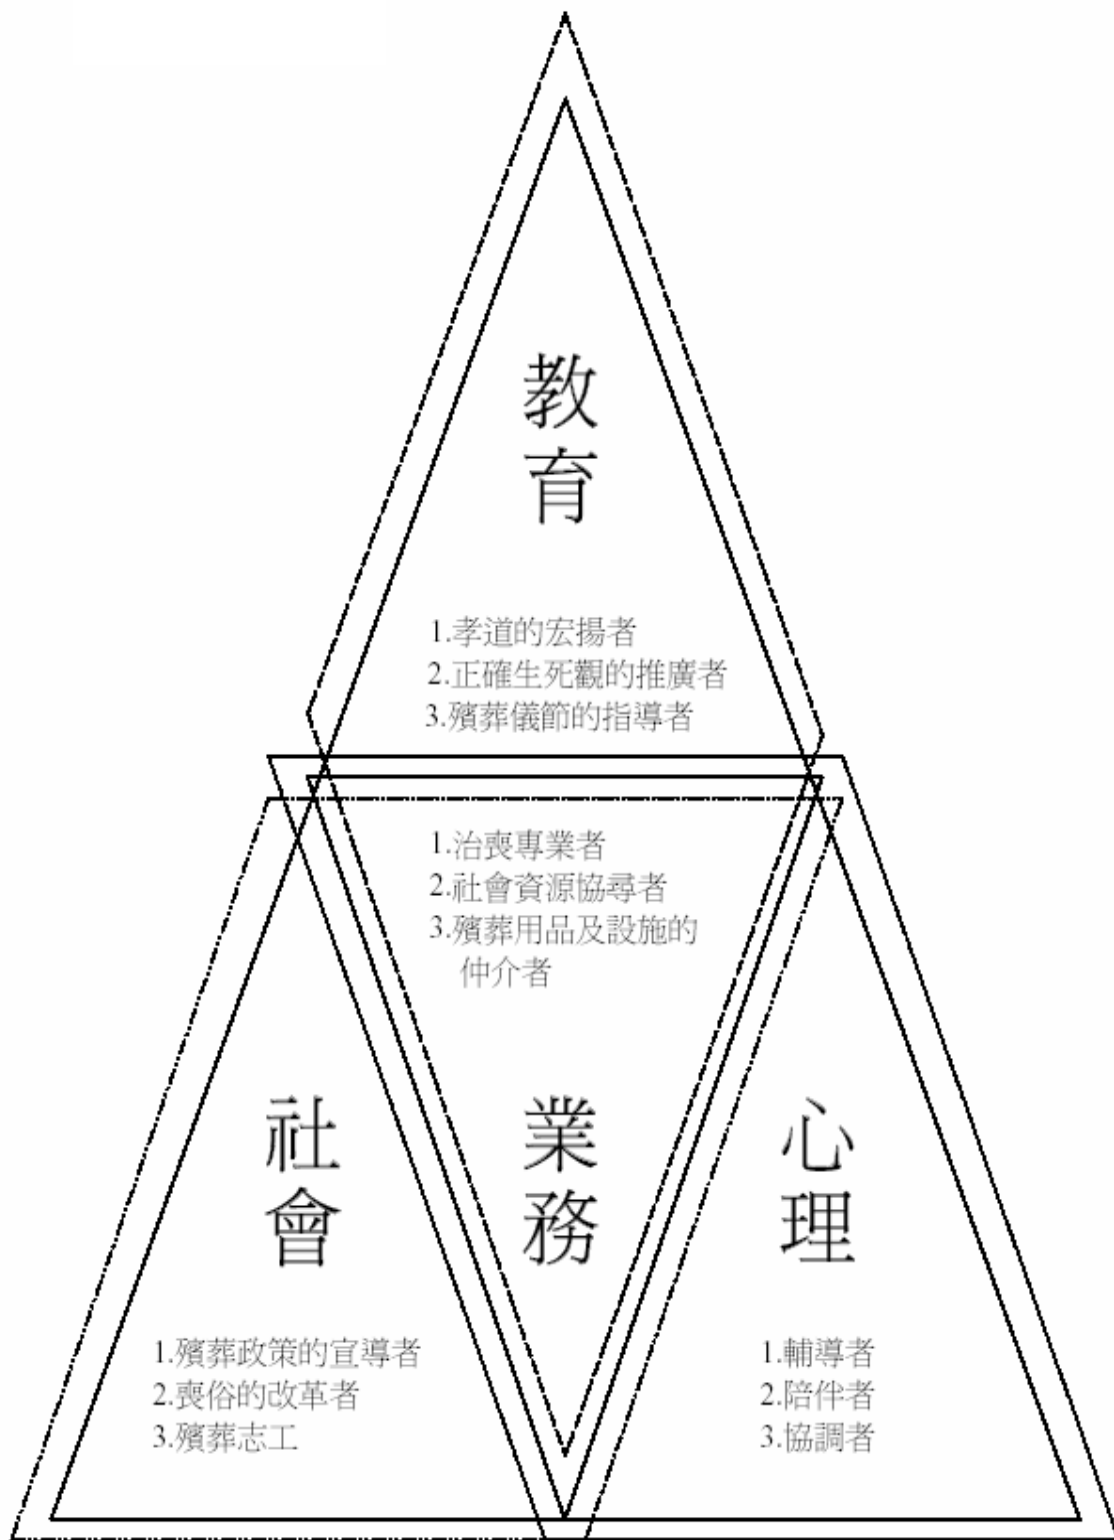 教育
1.孝道的宏揚者
2.正確生死觀的推廣者
3.殯葬儀節的指導者
1.治喪專業者
2.社會資源協尋者
3.殯葬用品及設施的
仲介者
社會
業務
心理
1.殯葬政策的宣導者
2.喪俗的改革者
3.殯葬志工
1.輔導者
2.陪伴者
3.協調者